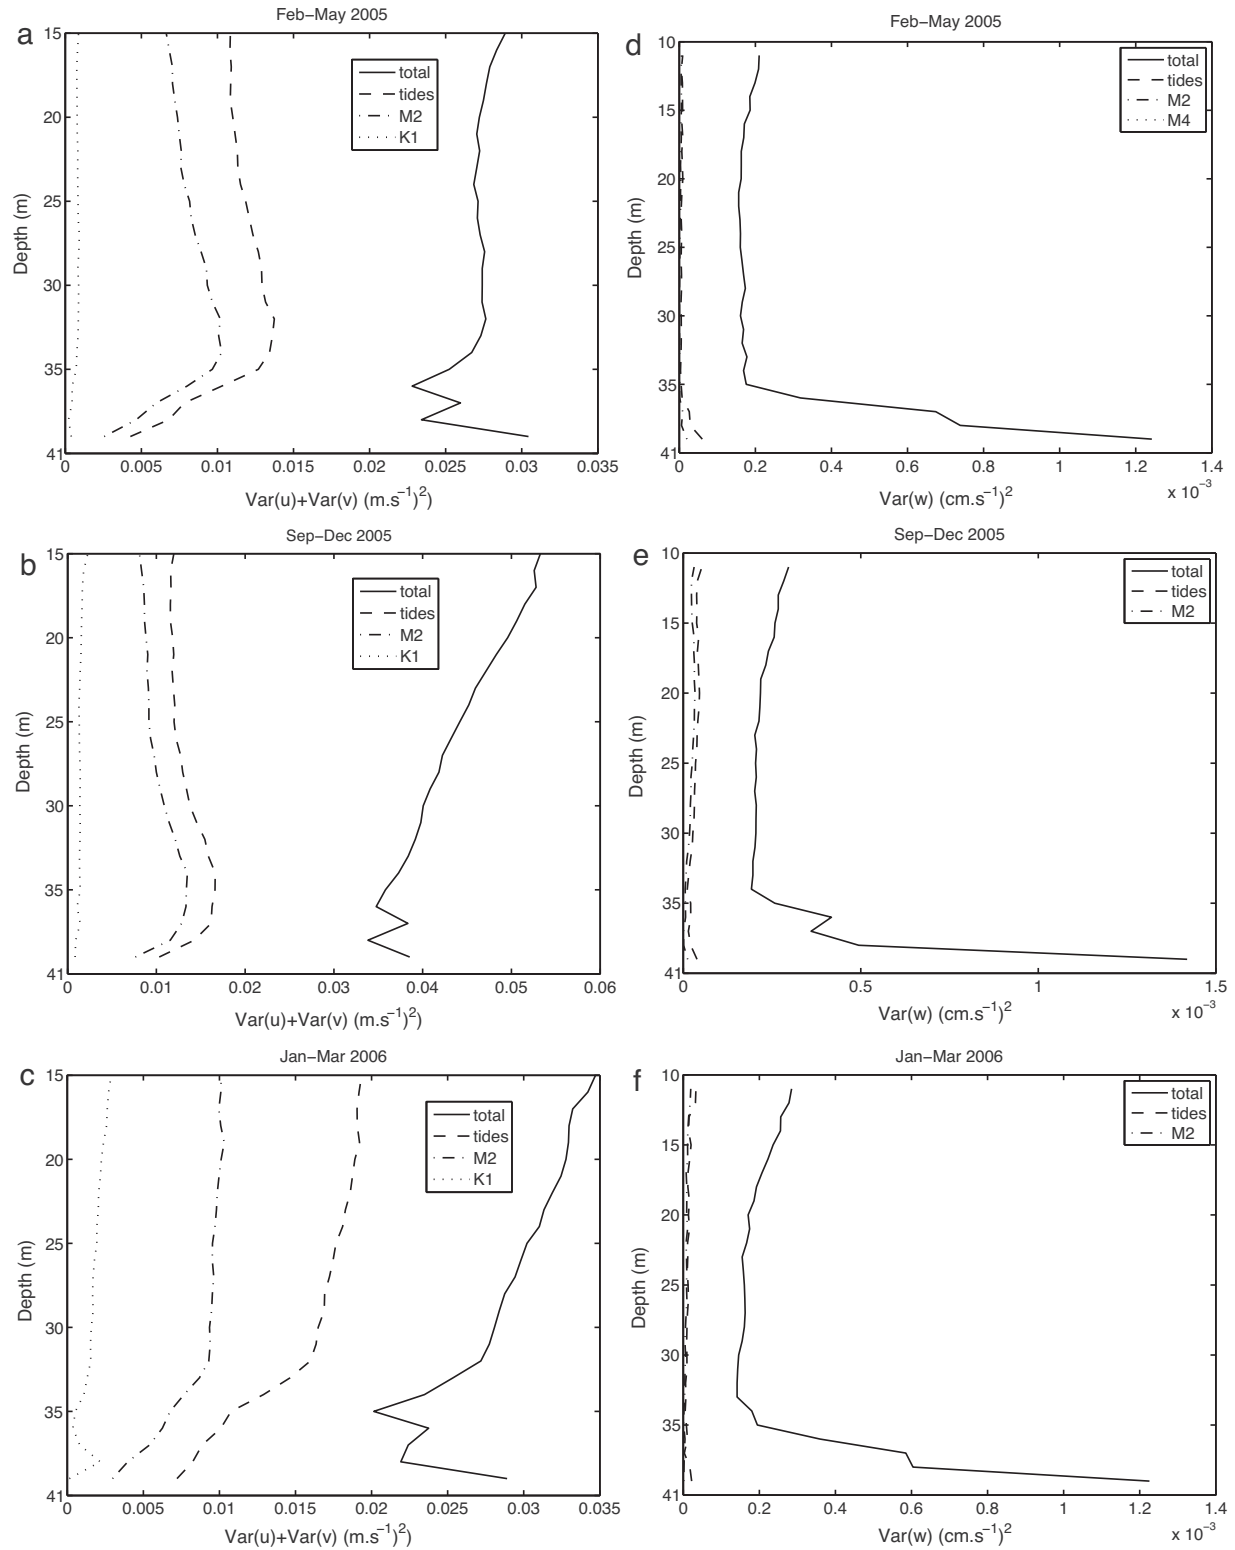 a
Feb–May 2005
15
20
25
30
35
41
Depth (m)
total
tides
M2
K1
0 0.005 0.01 0.015 0.02 0.025 0.03 0.035
Var(u)+Var(v) (m.s⁻¹)²)
d
Feb–May 2005
10
15
20
25
30
35
41
Depth (m)
total
tides
M2
M4
0 0.2 0.4 0.6 0.8 1 1.2 1.4
Var(w) (cm.s⁻¹)²
x 10⁻³
b
Sep–Dec 2005
15
20
25
30
35
41
Depth (m)
total
tides
M2
K1
0 0.01 0.02 0.03 0.04 0.05 0.06
Var(u)+Var(v) (m.s⁻¹)²)
e
Sep–Dec 2005
10
15
20
25
30
35
41
Depth (m)
total
tides
M2
0 0.5 1 1.5
Var(w) (cm.s⁻¹)²
x 10⁻³
c
Jan–Mar 2006
15
20
25
30
35
41
Depth (m)
total
tides
M2
K1
0 0.005 0.01 0.015 0.02 0.025 0.03 0.035
Var(u)+Var(v) (m.s⁻¹)²)
f
Jan–Mar 2006
10
15
20
25
30
35
41
Depth (m)
total
tides
M2
0 0.2 0.4 0.6 0.8 1 1.2 1.4
Var(w) (cm.s⁻¹)²
x 10⁻³